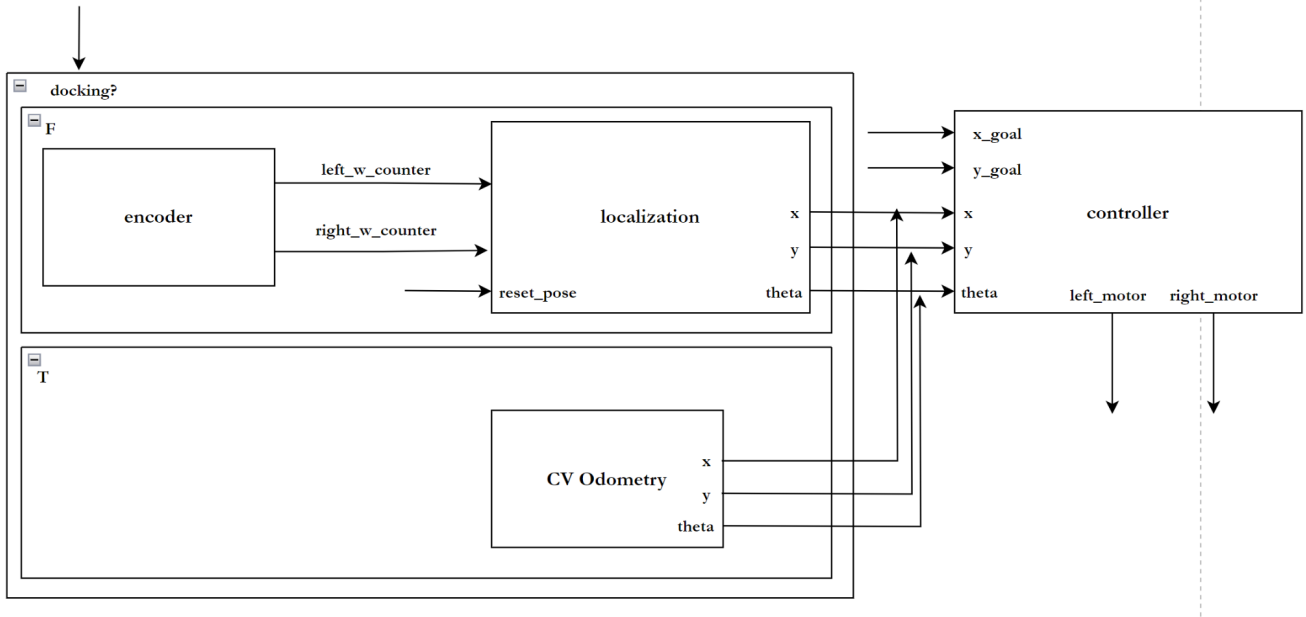 docking?
F
encoder
left_w_counter
right_w_counter
reset_pose
localization
x
y
theta
x_goal
y_goal
x
y
theta
controller
left_motor
right_motor
T
CV Odometry
x
y
theta